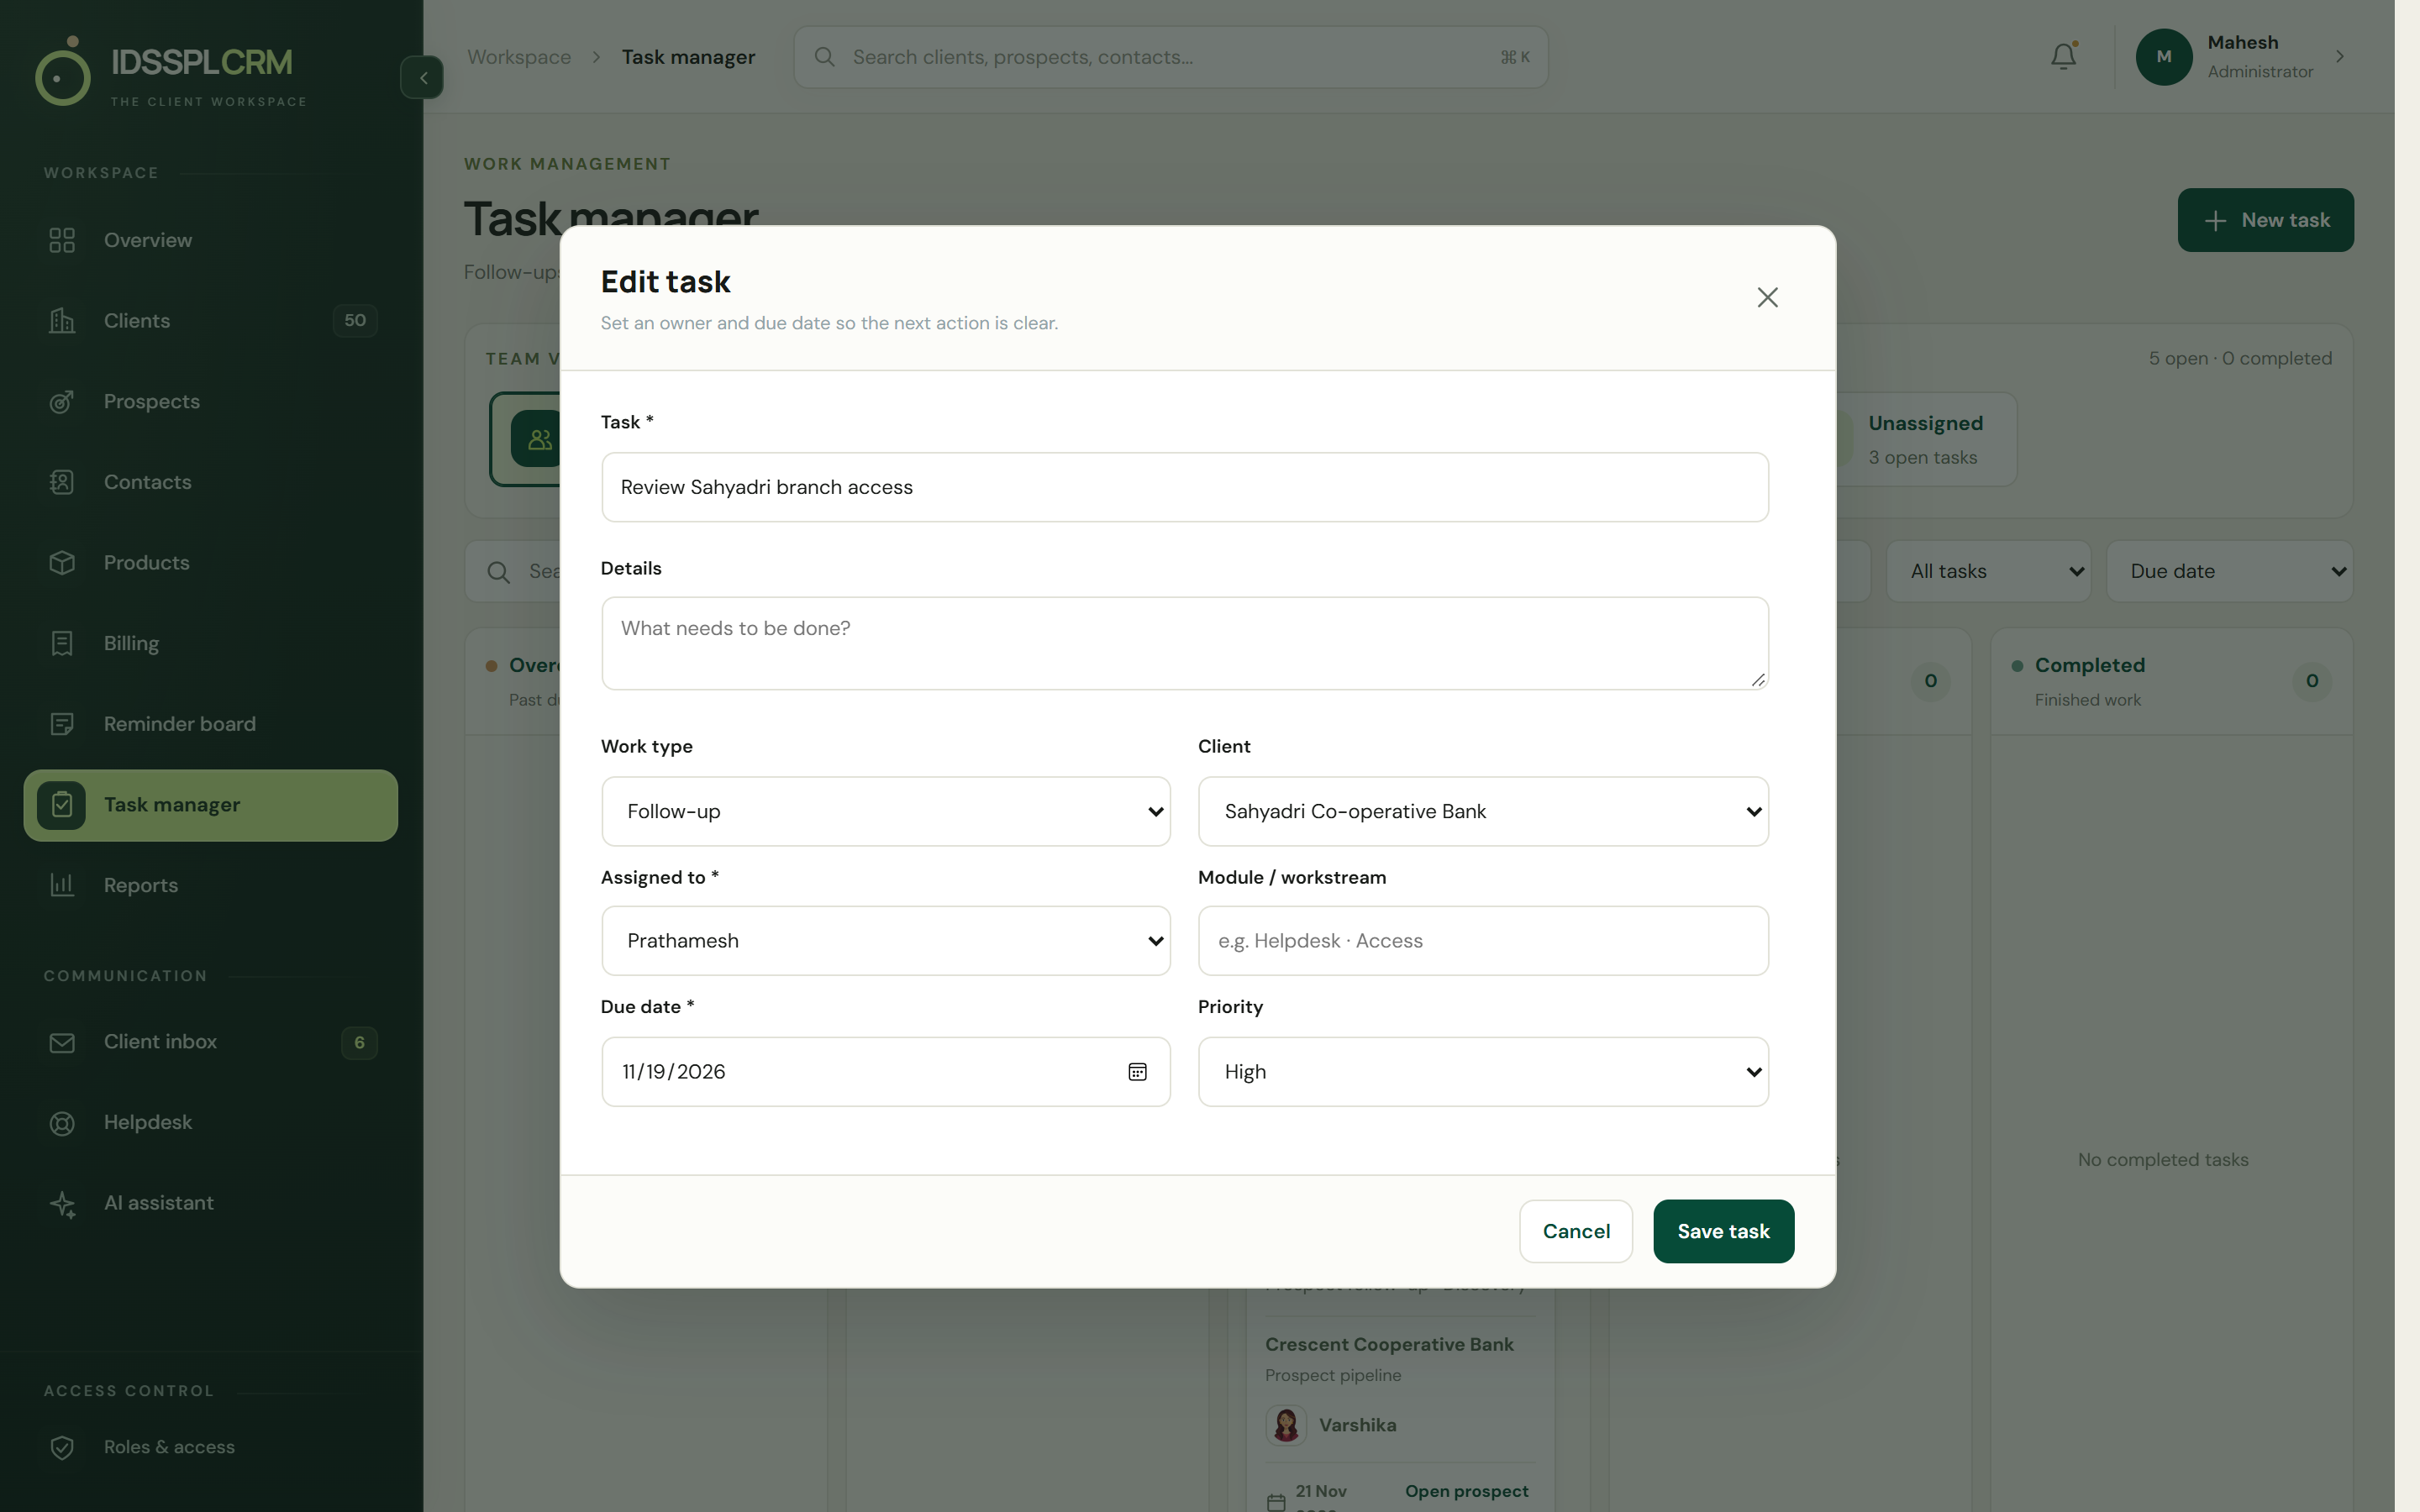 IDSSPLCRM
THE CLIENT WORKSPACE
WORKSPACE
Overview
Clients 50
Prospects
Contacts
Products
Billing
Reminder board
Task manager
Reports
COMMUNICATION
Client inbox 6
Helpdesk
AI assistant
ACCESS CONTROL
Roles & access
Workspace > Task manager
Search clients, prospects, contacts... ⌘ K
M
Mahesh
Administrator
WORK MANAGEMENT
Task manager
New task
TEAM
5 open · 0 completed
Unassigned
3 open tasks
All tasks
Due date
0
Completed
Finished work
0
No completed tasks
Edit task
Set an owner and due date so the next action is clear.
Task *
Review Sahyadri branch access
Details
What needs to be done?
Work type
Follow-up
Client
Sahyadri Co-operative Bank
Assigned to *
Prathamesh
Module / workstream
e.g. Helpdesk · Access
Due date *
11/19/2026
Priority
High
Cancel
Save task
Crescent Cooperative Bank
Prospect pipeline
Varshika
21 Nov
Open prospect